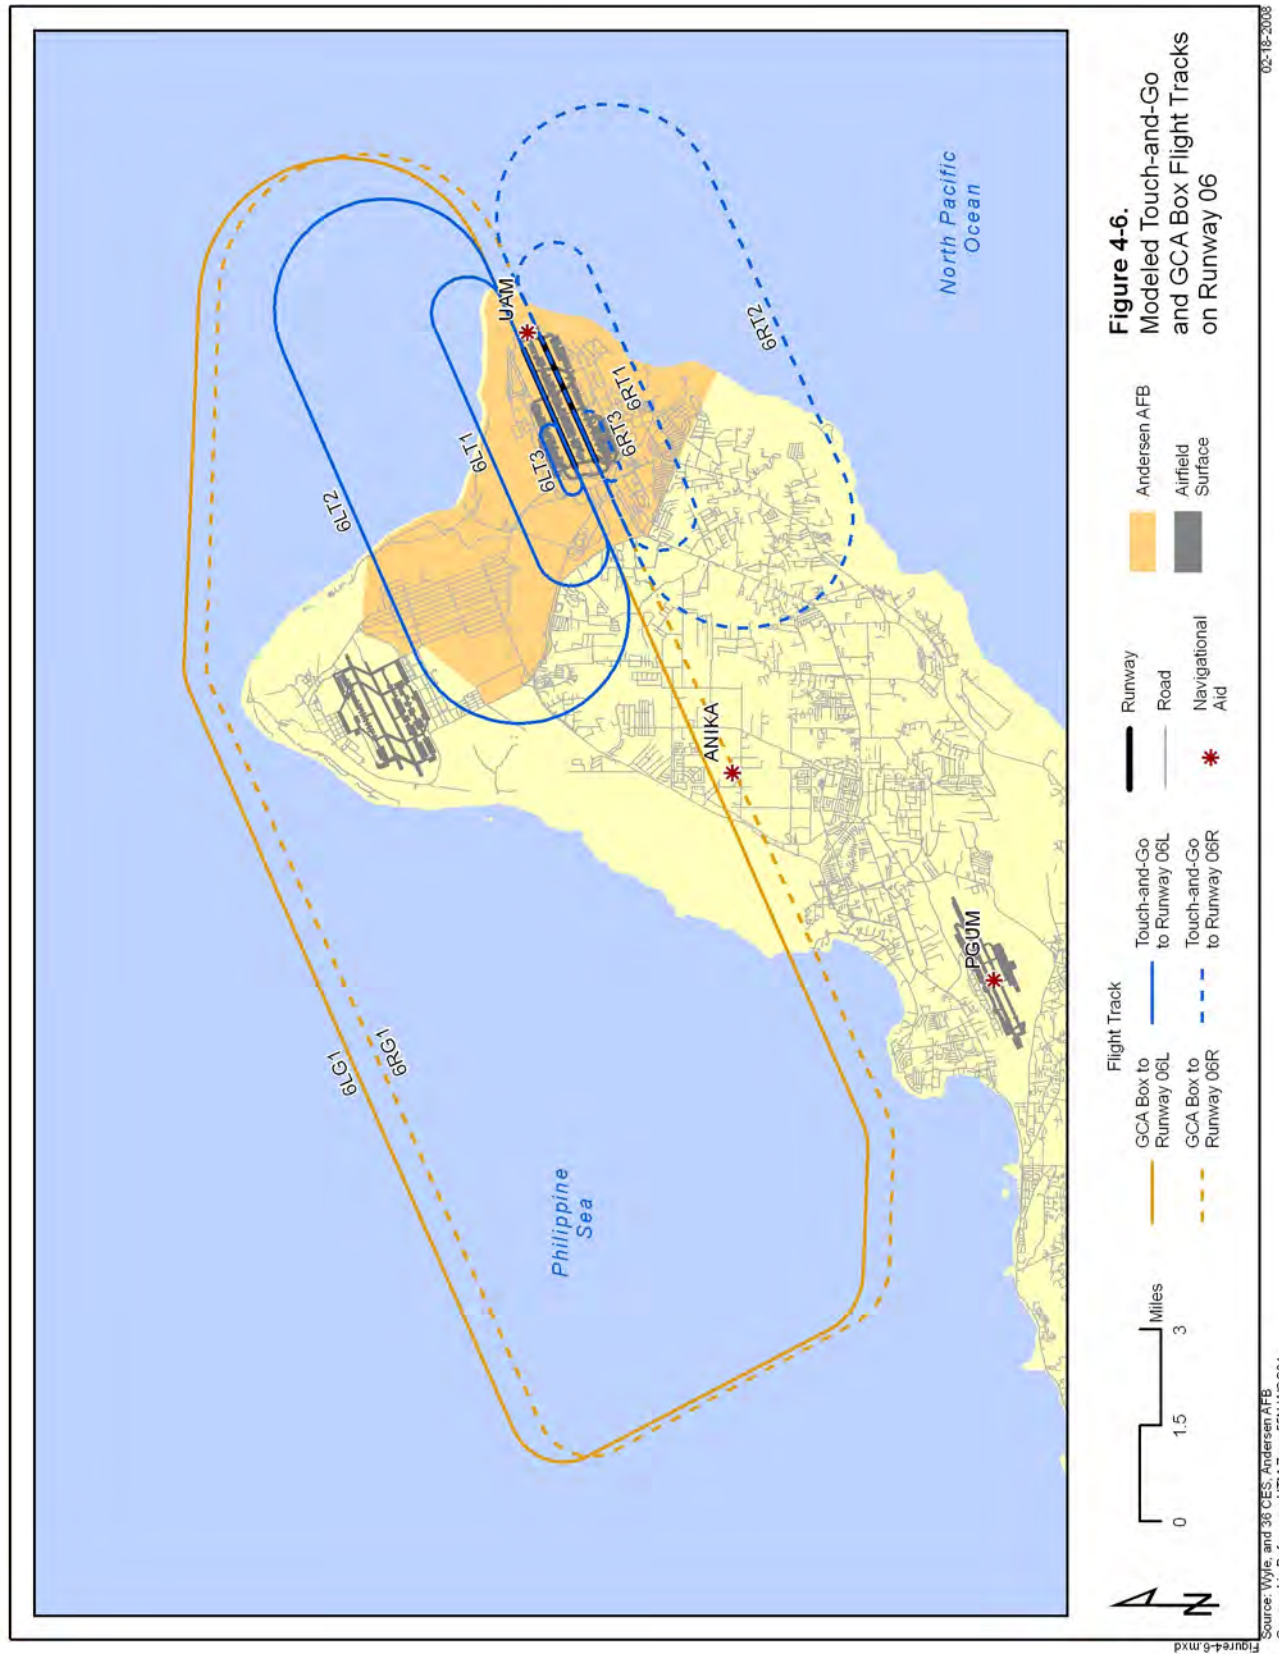 6LG1
6RG1
6LT2
6LT1
6LT3
6RT3
6RT1
6RT2
UAM
ANIKA
PGUM
Philippine
Sea
North Pacific
Ocean
N
0
1.5
3
Miles
Flight Track
GCA Box to
Runway 06L
GCA Box to
Runway 06R
Touch-and-Go
to Runway 06L
Touch-and-Go
to Runway 06R
Runway
Road
Navigational
Aid
Andersen AFB
Airfield
Surface
Figure 4-6.
Modeled Touch-and-Go
and GCA Box Flight Tracks
on Runway 06
Figure4-6.mxd
Source: Wyle, and 36 CES, Andersen AFB
02-18-2008